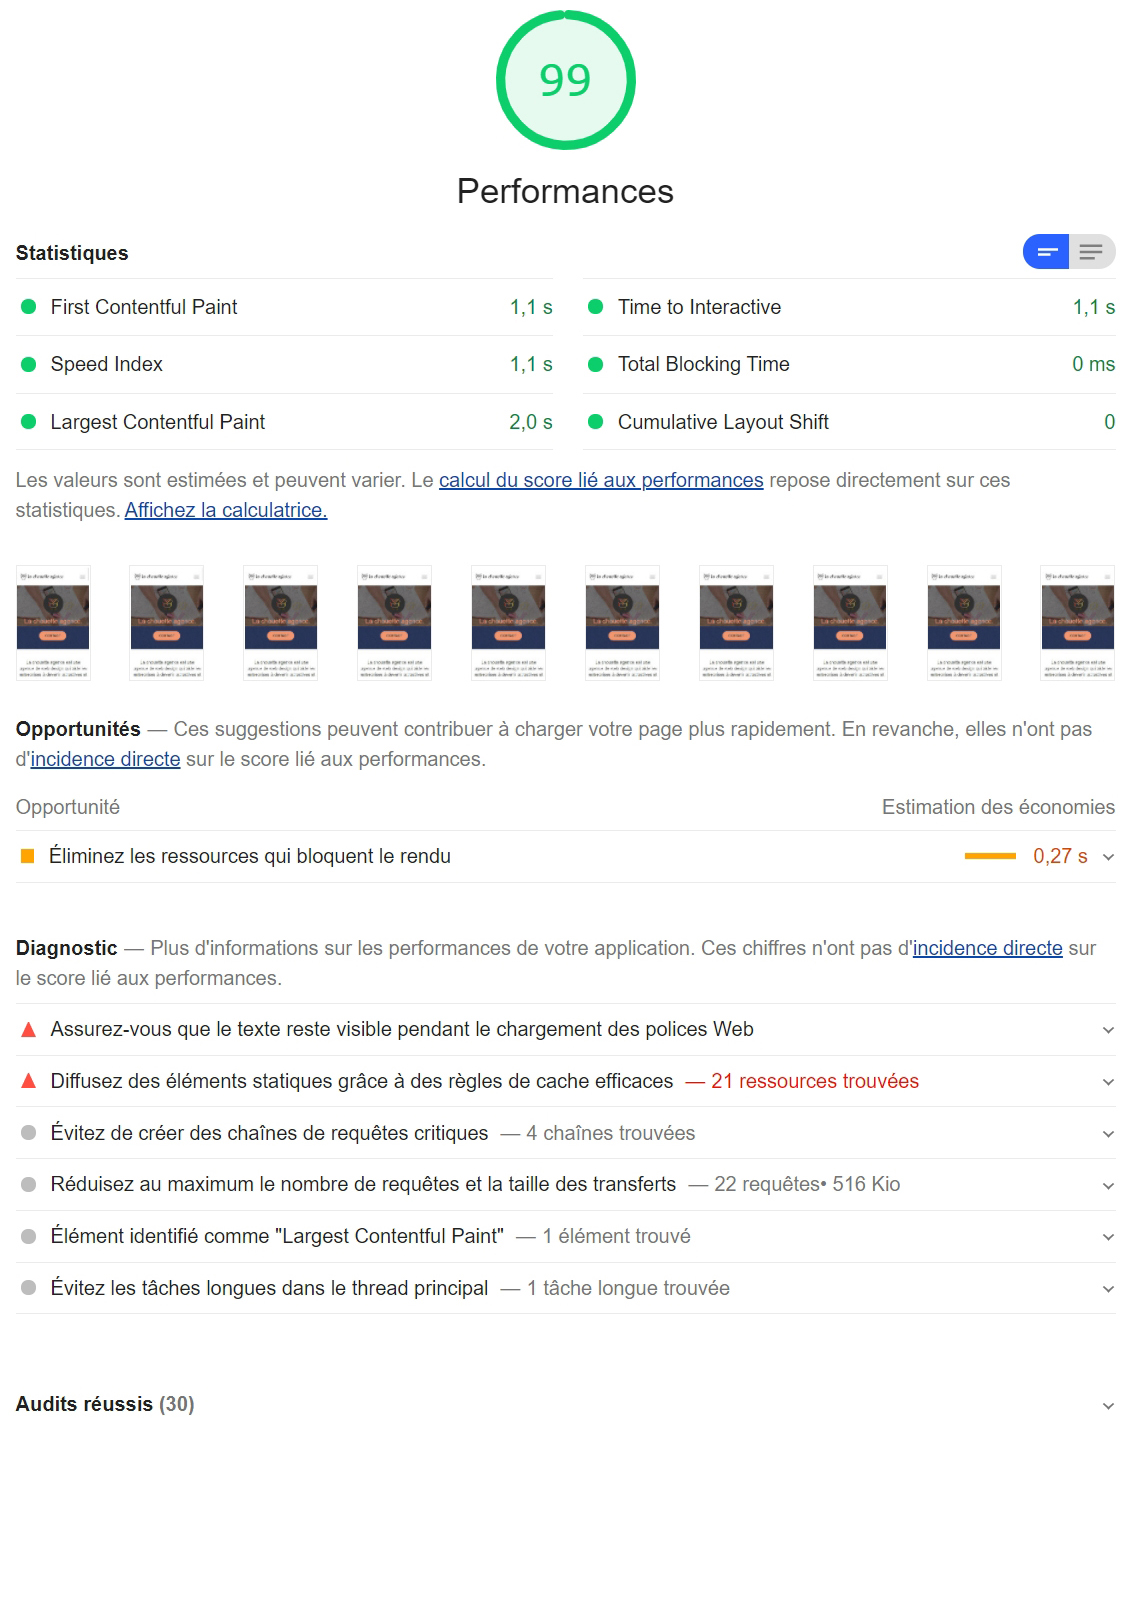 99
Performances
Statistiques
First Contentful Paint 1,1 s
Time to Interactive 1,1 s
Speed Index 1,1 s
Total Blocking Time 0 ms
Largest Contentful Paint 2,0 s
Cumulative Layout Shift 0
Les valeurs sont estimées et peuvent varier. Le calcul du score lié aux performances repose directement sur ces
statistiques. Affichez la calculatrice.
Opportunités — Ces suggestions peuvent contribuer à charger votre page plus rapidement. En revanche, elles n'ont pas
d'incidence directe sur le score lié aux performances.
Opportunité Estimation des économies
Éliminez les ressources qui bloquent le rendu 0,27 s
Diagnostic — Plus d'informations sur les performances de votre application. Ces chiffres n'ont pas d'incidence directe sur
le score lié aux performances.
Assurez-vous que le texte reste visible pendant le chargement des polices Web
Diffusez des éléments statiques grâce à des règles de cache efficaces — 21 ressources trouvées
Évitez de créer des chaînes de requêtes critiques — 4 chaînes trouvées
Réduisez au maximum le nombre de requêtes et la taille des transferts — 22 requêtes• 516 Kio
Élément identifié comme "Largest Contentful Paint" — 1 élément trouvé
Évitez les tâches longues dans le thread principal — 1 tâche longue trouvée
Audits réussis (30)